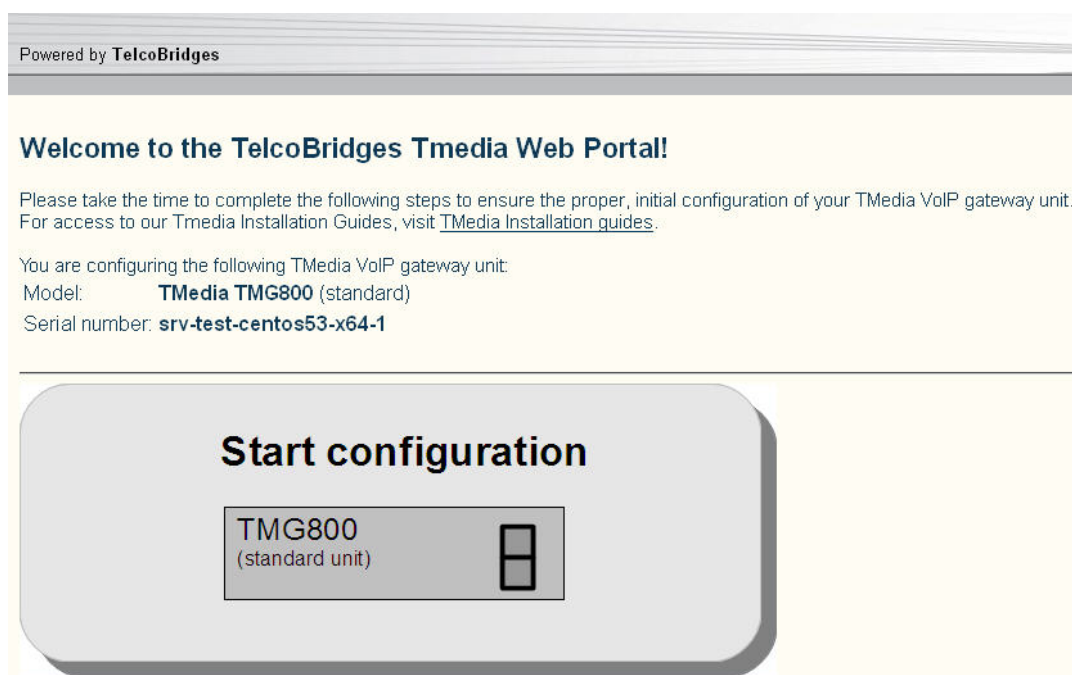 Powered by TelcoBridges
Welcome to the TelcoBridges Tmedia Web Portal!
Please take the time to complete the following steps to ensure the proper, initial configuration of your TMedia VoIP gateway unit.
For access to our Tmedia Installation Guides, visit TMedia Installation guides.
You are configuring the following TMedia VoIP gateway unit:
Model: TMedia TMG800 (standard)
Serial number: srv-test-centos53-x64-1
Start configuration
TMG800
(standard unit)